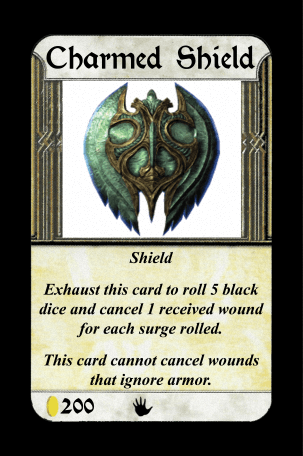 Charmed Shield
Shield
Exhaust this card to roll 5 black
dice and cancel 1 received wound
for each surge rolled.
This card cannot cancel wounds
that ignore armor.
200